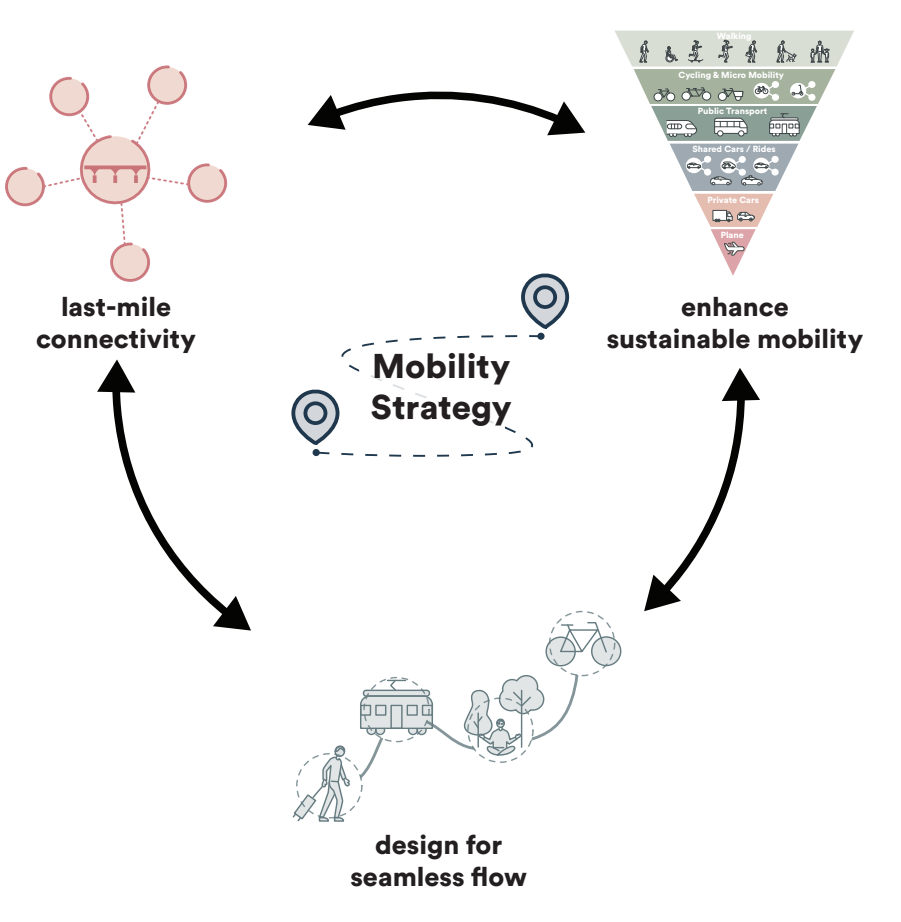 Walking
Cycling & Micro Mobility
Public Transport
Shared Cars / Rides
Private Cars
Plane
last-mile
connectivity
enhance
sustainable mobility
Mobility
Strategy
design for
seamless flow